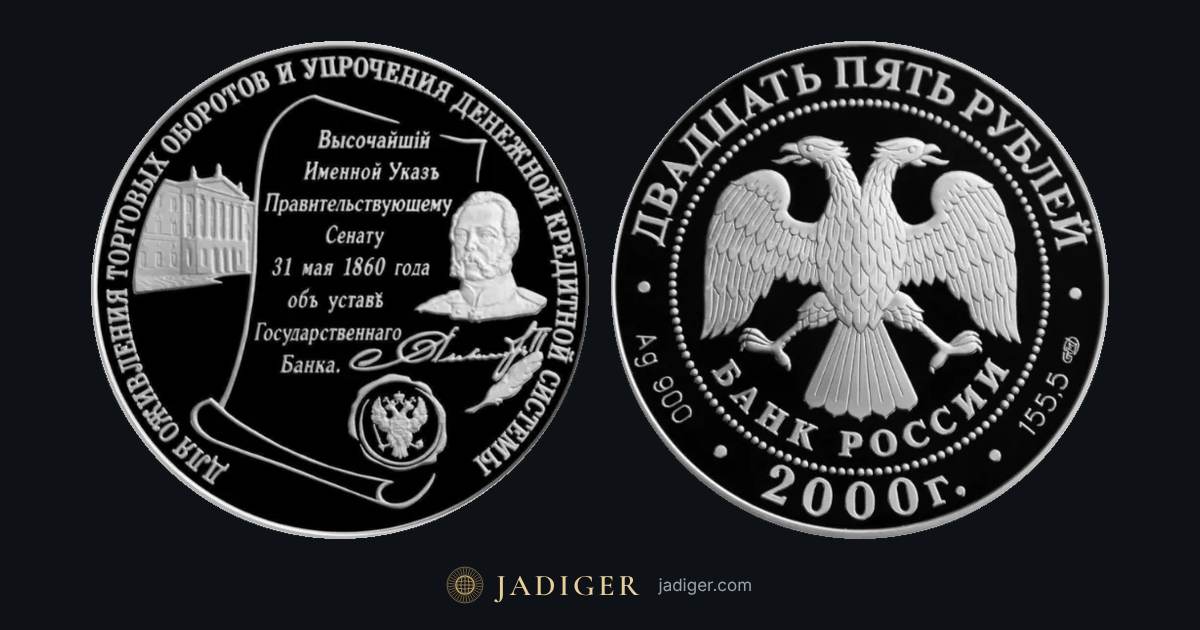 ДЛЯ ОЖИВЛЕНИЯ ТОРГОВЫХ ОБОРОТОВ И УПРОЧЕНИЯ ДЕНЕЖНОЙ КРЕДИТНОЙ СИСТЕМЫ
Высочайшій
Именной Указъ
Правительствующему
Сенату
31 мая 1860 года
объ уставѣ
Государственнаго
Банка.
ДВАДЦАТЬ ПЯТЬ РУБЛЕЙ
Ag 900
155,5
БАНК РОССИИ
2000г.
JADIGER jadiger.com